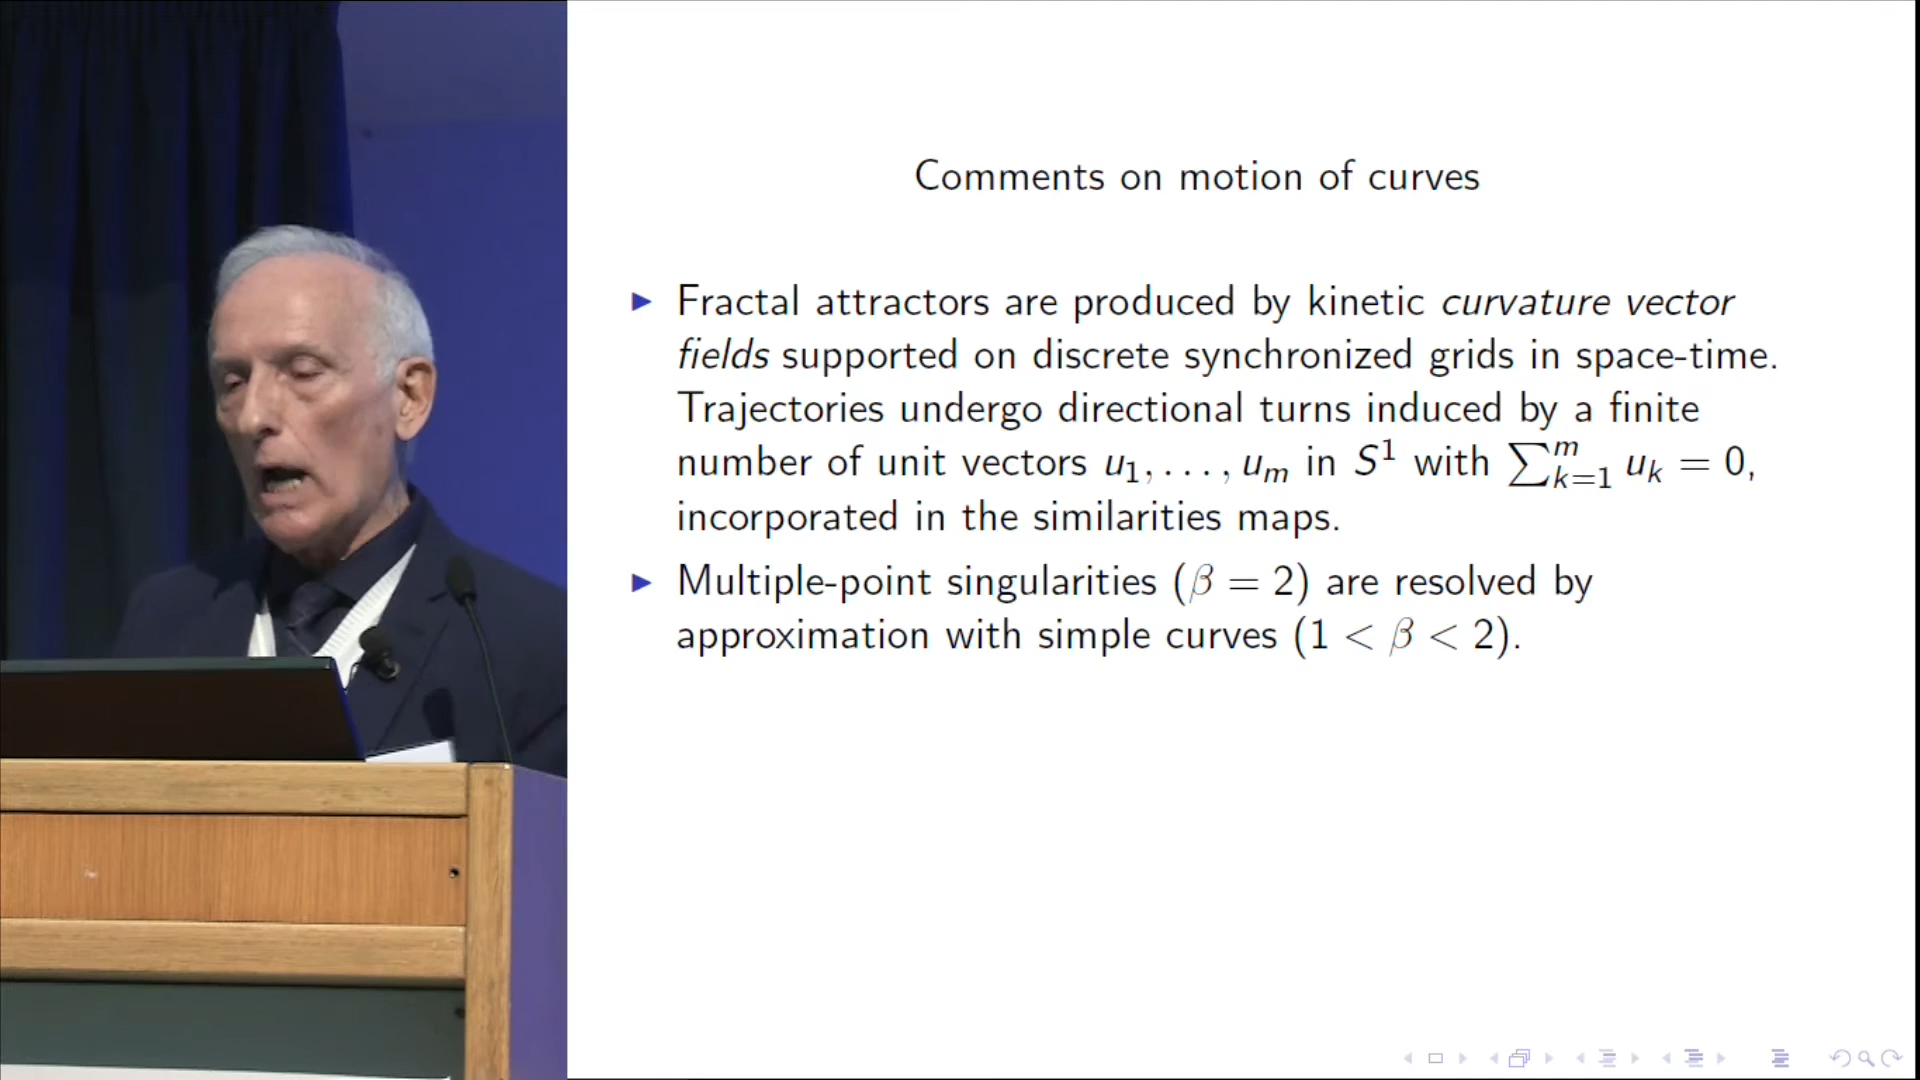 Comments on motion of curves
▶ Fractal attractors are produced by kinetic curvature vector
fields supported on discrete synchronized grids in space-time.
Trajectories undergo directional turns induced by a finite
number of unit vectors u₁, . . . , uₘ in S¹ with ∑ᵐₖ₌₁ uₖ = 0,
incorporated in the similarities maps.
▶ Multiple-point singularities (β = 2) are resolved by
approximation with simple curves (1 < β < 2).